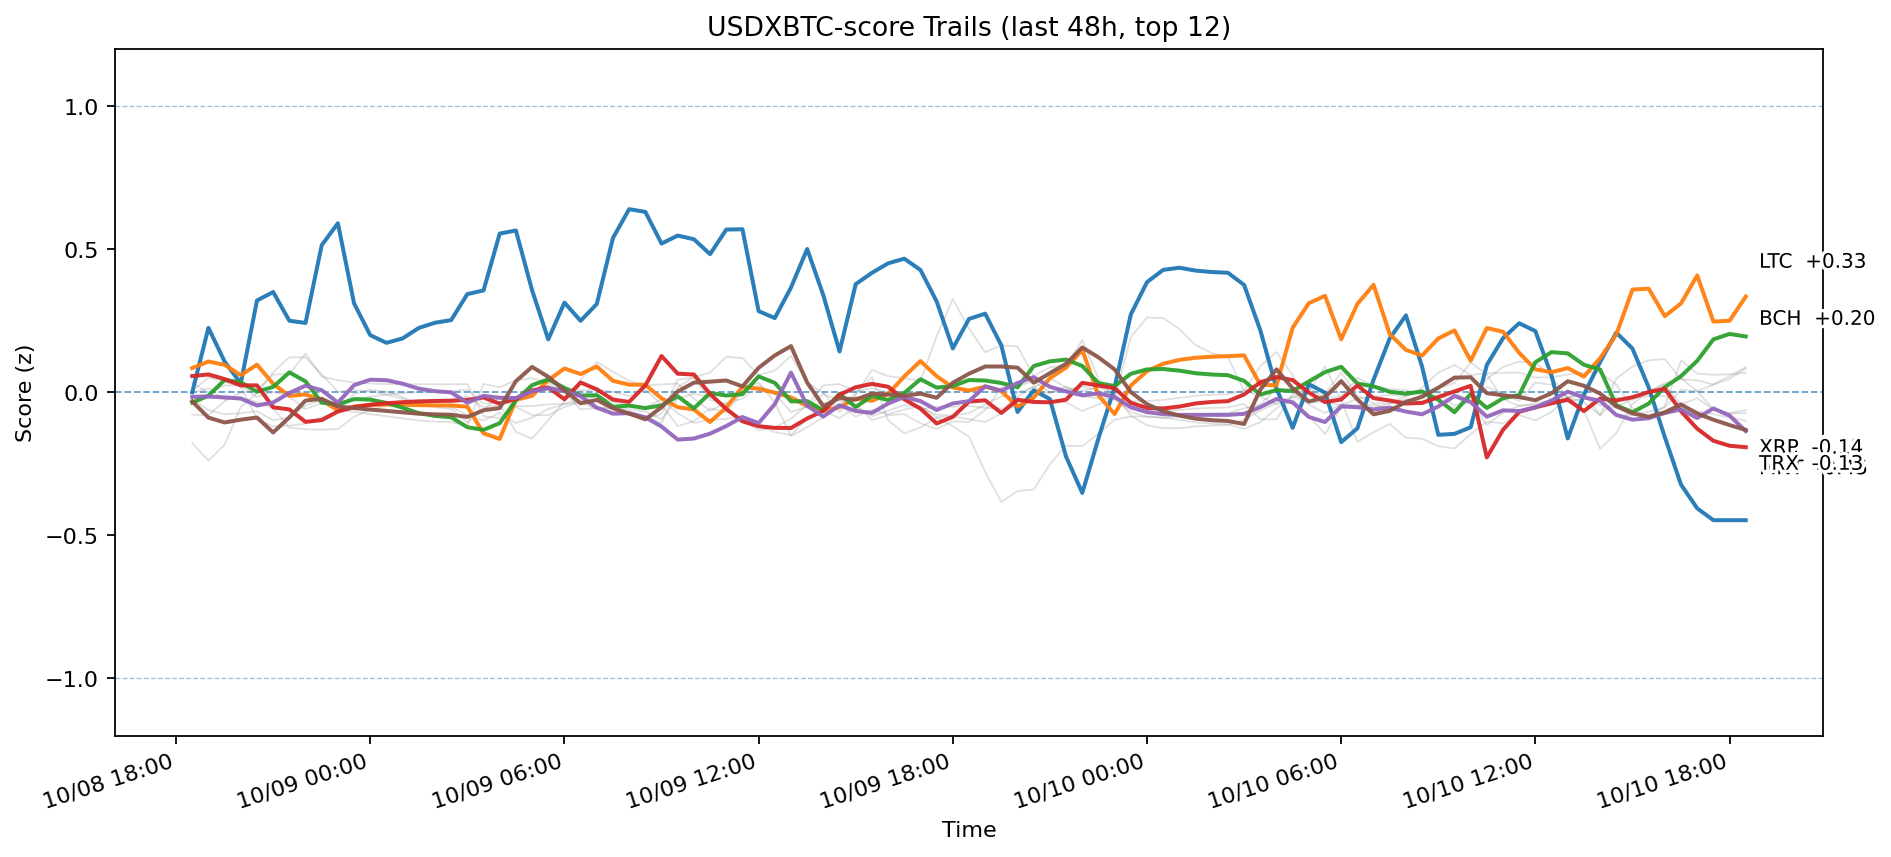 USDXBTC-score Trails (last 48h, top 12)
Score (z)
1.0
0.5
0.0
−0.5
−1.0
LTC +0.33
BCH +0.20
XRP -0.14
TRX -0.13
10/08 18:00
10/09 00:00
10/09 06:00
10/09 12:00
10/09 18:00
10/10 00:00
10/10 06:00
10/10 12:00
10/10 18:00
Time